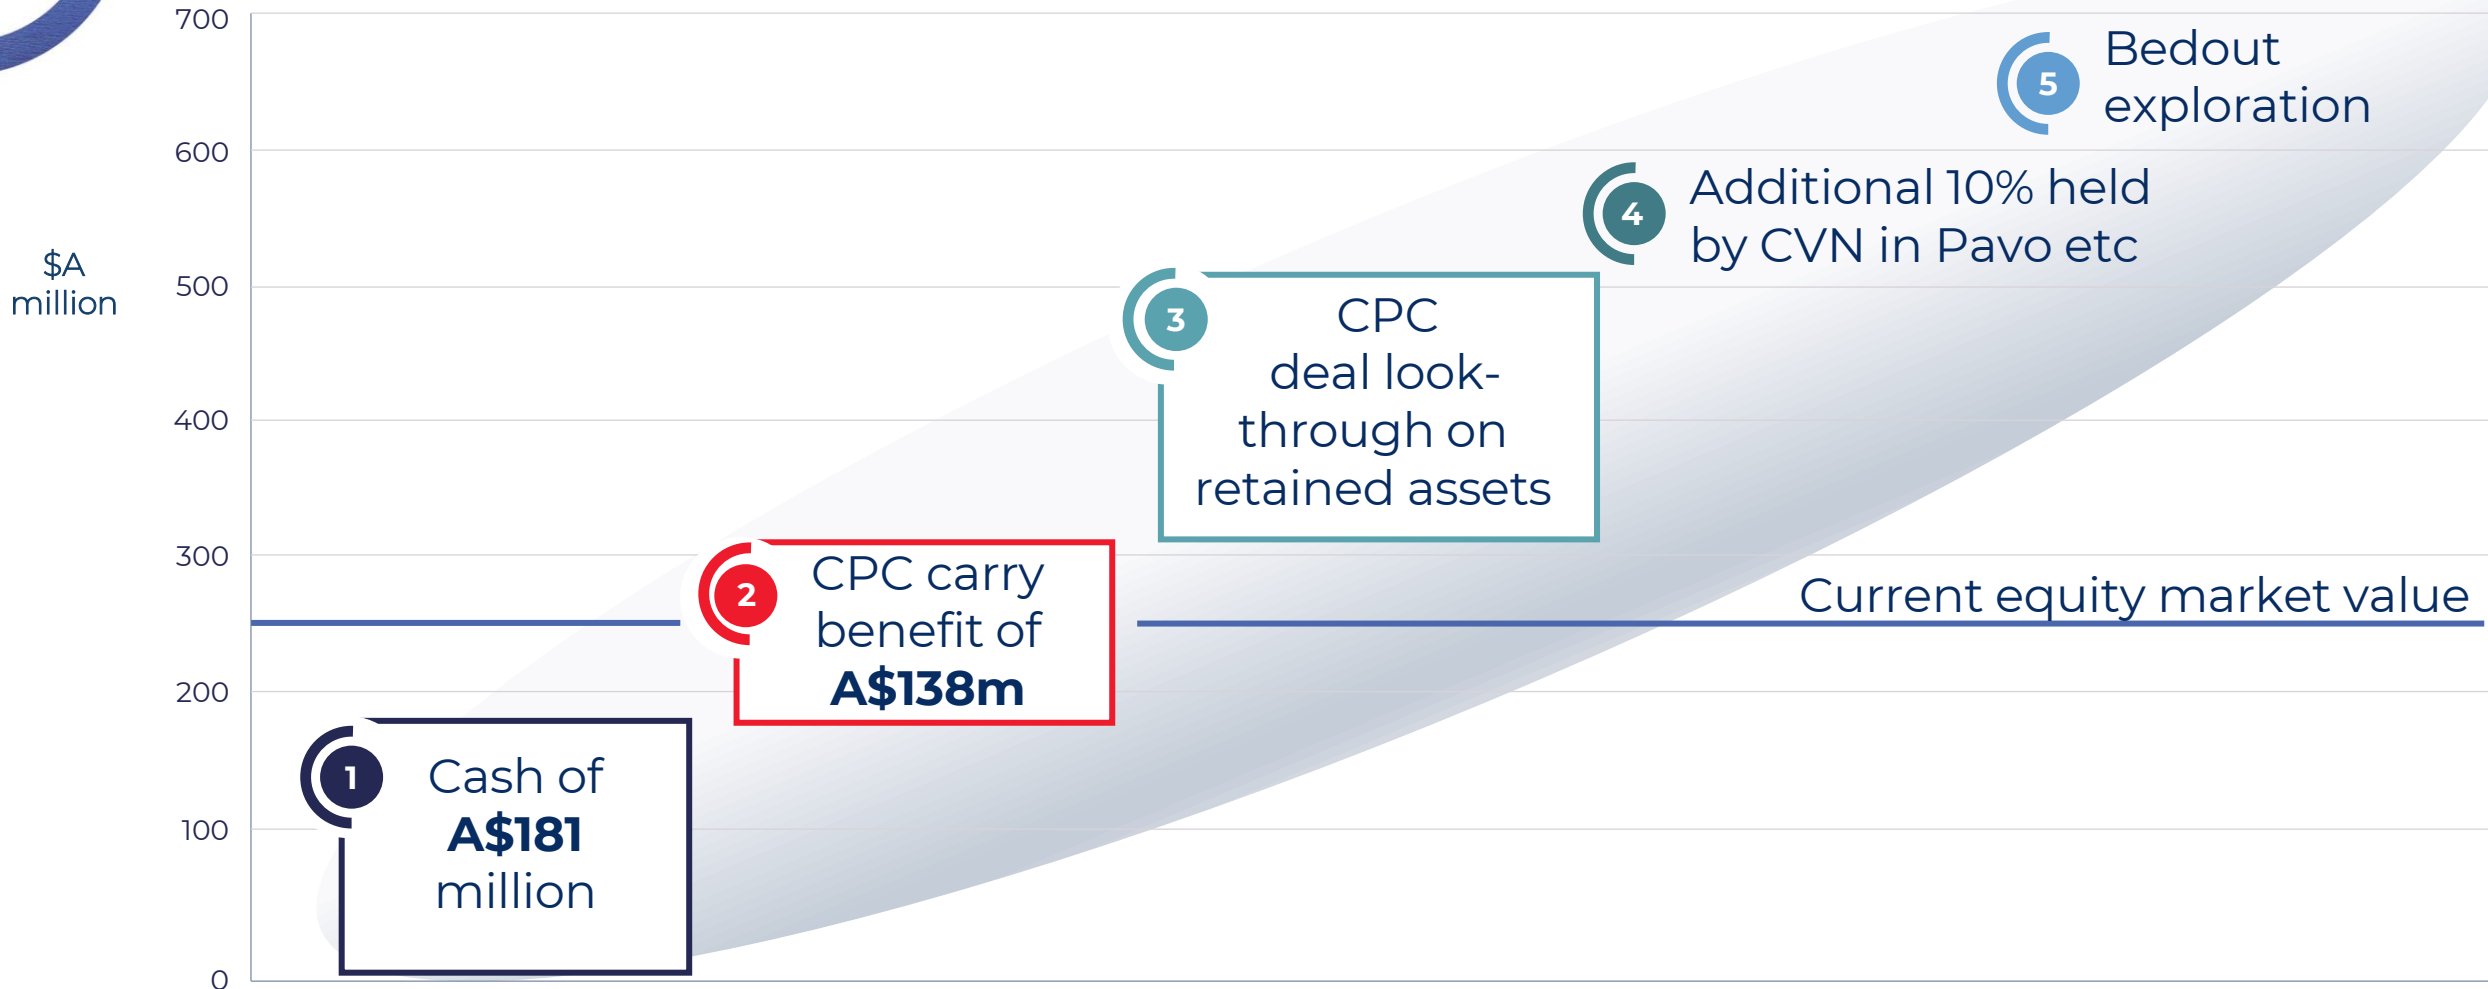 700
600
500
400
300
200
100
0
$A
million
1
Cash of
A$181
million
2
CPC carry
benefit of
A$138m
3
CPC
deal look-
through on
retained assets
4
Additional 10% held
by CVN in Pavo etc
5
Bedout
exploration
Current equity market value